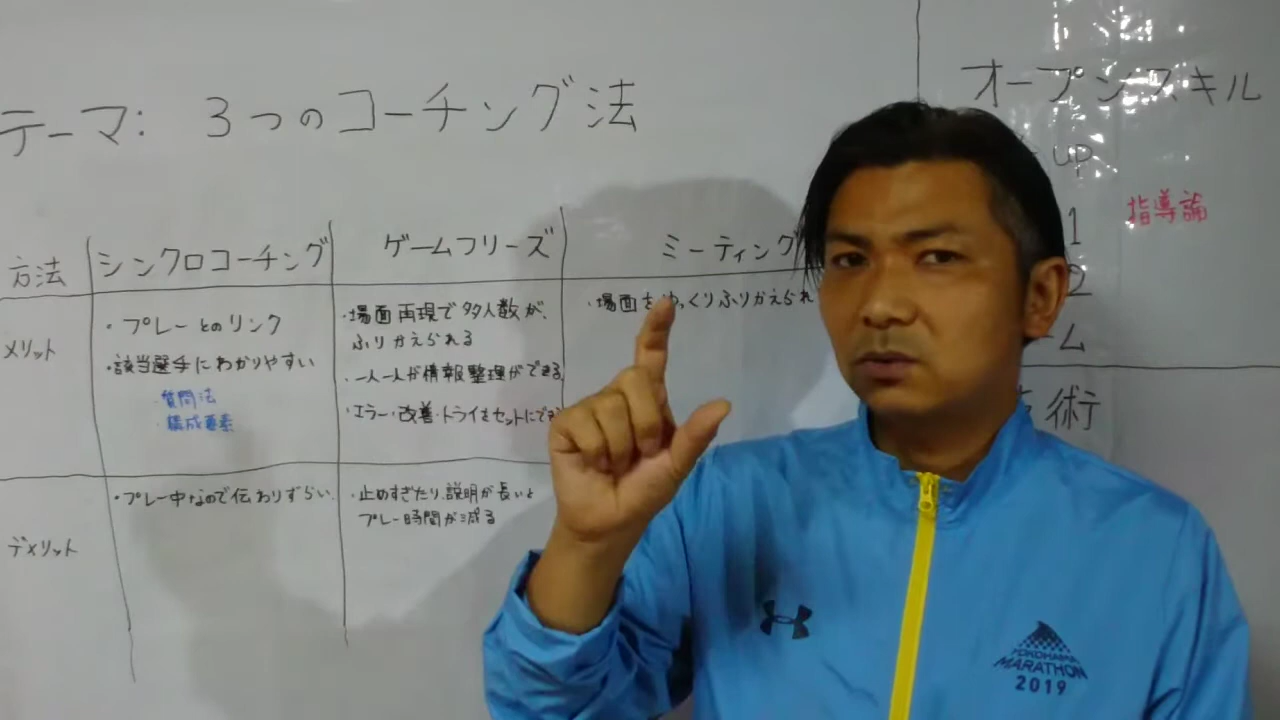 テーマ: 3つのコーチング法
方法
シンクロコーチング
ゲームフリーズ
ミーティング
メリット
・プレーとのリンク
・該当選手にわかりやすい
・質問法
・構成要素
・場面再現で多人数が、
ふりかえられる
・一人一人が情報整理ができる
・エラー・改善・トライをセットにでき
・場面をゆっくりふりかえられ
デメリット
・プレー中なので伝わりずらい
・止めすぎたり、説明が長いと
プレー時間が減る
オープンスキル
up
1
指導論
2
ム
術
YOKOHAMA
MARATHON
2019